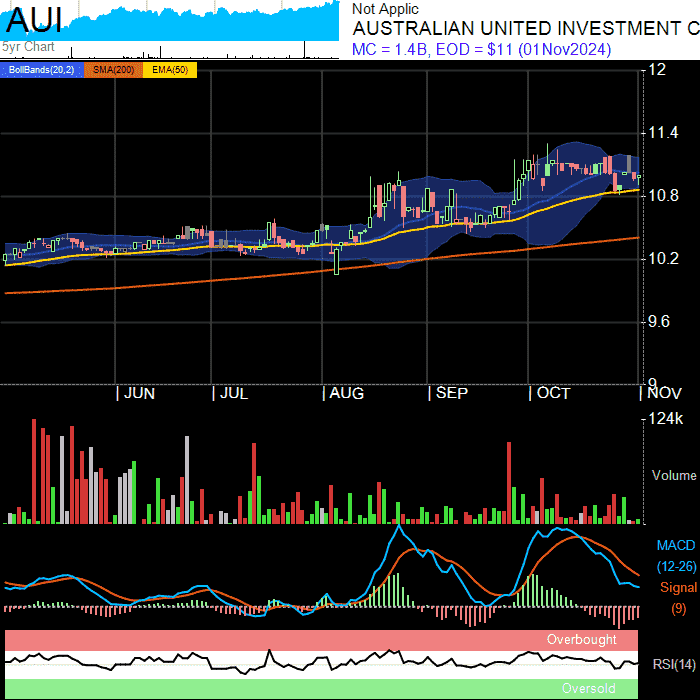 AUI
5yr Chart
Not Applic
AUSTRALIAN UNITED INVESTMENT C
MC = 1.4B, EOD = $11 (01Nov2024)
BollBands(20,2) SMA(200) EMA(50)
12
11.4
10.8
10.2
9.6
9
JUN JUL AUG SEP OCT NOV
124k
Volume
MACD
(12-26)
Signal
(9)
Overbought
RSI(14)
Oversold